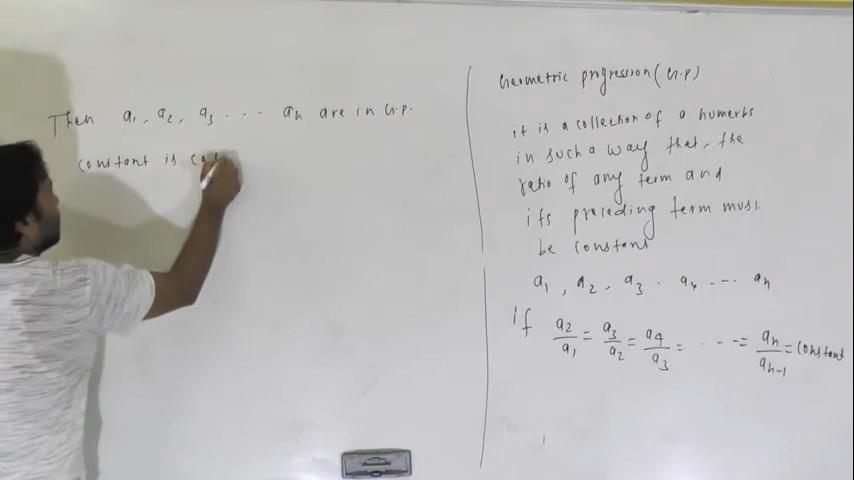 Then a1, a2, a3 . . . . an are in G.P.
constant is ca
Geometric progression (G.P)
it is a collection of a numerbs
in such a way that, the
ratio of any term and
its preceding term must
be constant
a1, a2, a3 . a4 . -- . an
if a2/a1 = a3/a2 = a4/a3 = . - - -= an/an-1 = constant